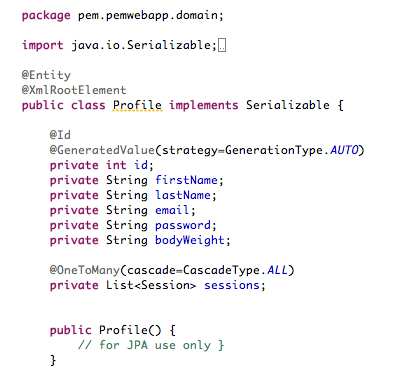 package pem.pemwebapp.domain;
import java.io.Serializable;
@Entity
@XmlRootElement
public class Profile implements Serializable {
@Id
@GeneratedValue(strategy=GenerationType.AUTO)
private int id;
private String firstName;
private String lastName;
private String email;
private String password;
private String bodyWeight;
@OneToMany(cascade=CascadeType.ALL)
private List<Session> sessions;
public Profile() {
// for JPA use only }
}